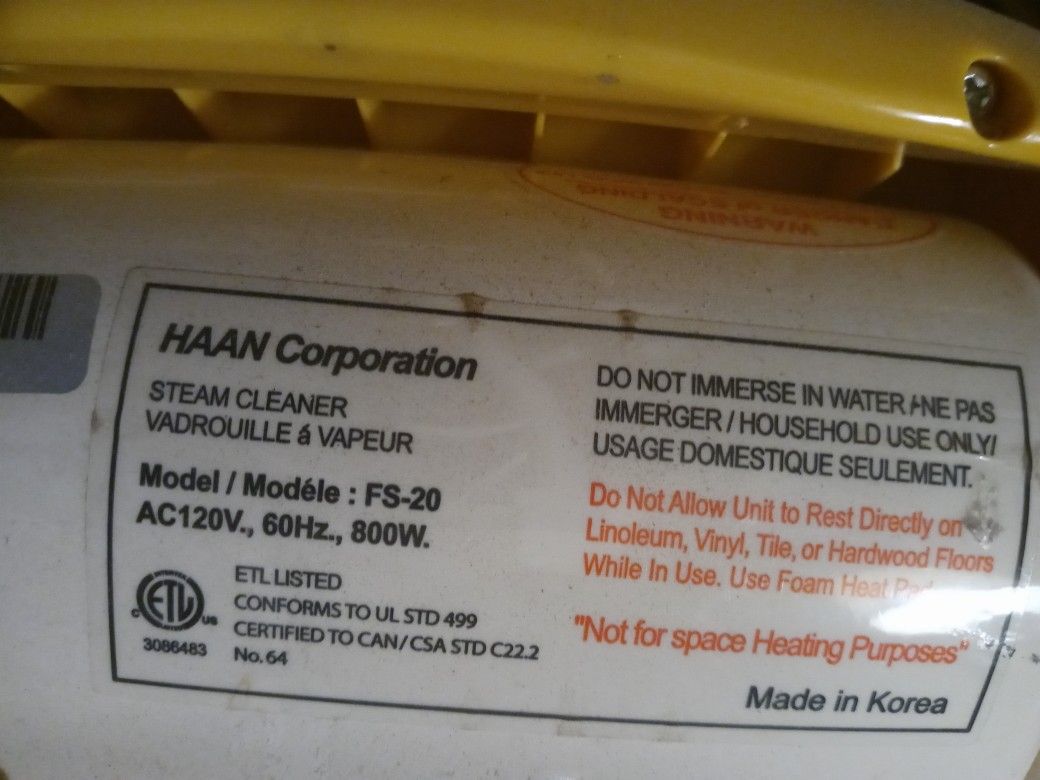 WARNING
HAAN Corporation
STEAM CLEANER
VADROUILLE á VAPEUR
Model / Modéle : FS-20
AC120V., 60Hz., 800W.
ETL
C
US
3086483
ETL LISTED
CONFORMS TO UL STD 499
CERTIFIED TO CAN/CSA STD C22.2
No. 64
DO NOT IMMERSE IN WATER / NE PAS
IMMERGER / HOUSEHOLD USE ONLY/
USAGE DOMESTIQUE SEULEMENT.
Do Not Allow Unit to Rest Directly on
Linoleum, Vinyl, Tile, or Hardwood Floors
While In Use. Use Foam Heat
"Not for space Heating Purposes"
Made in Korea